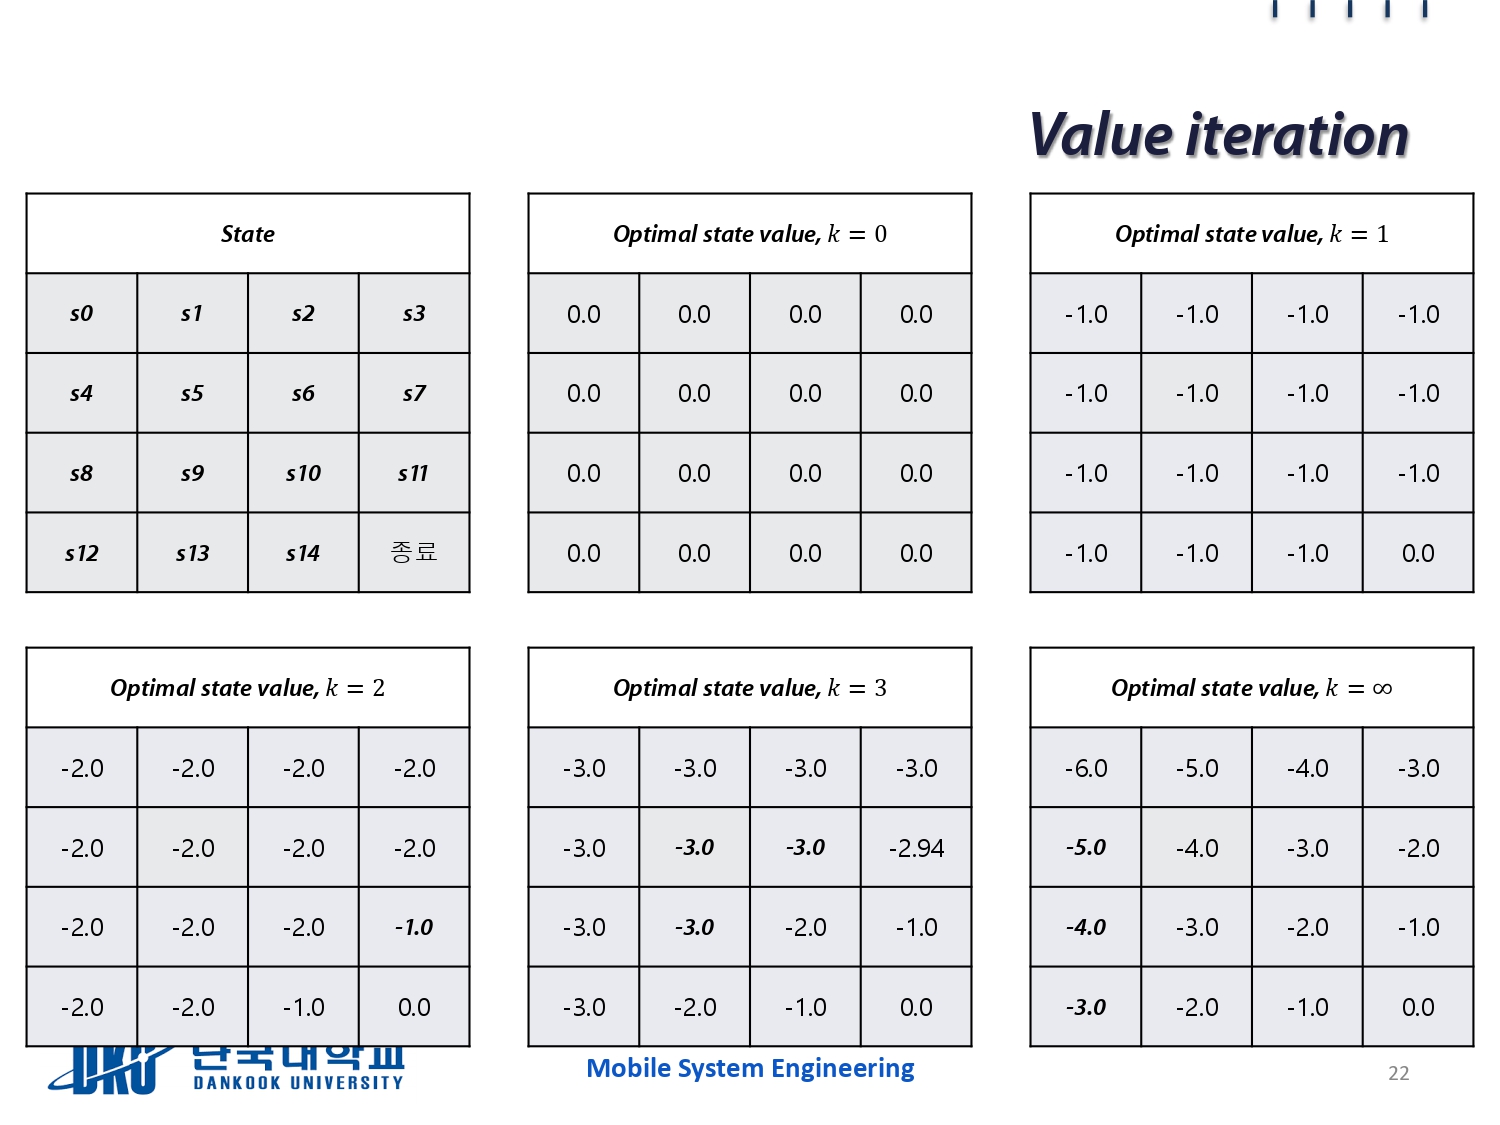 Value iteration
State
s0 s1 s2 s3
s4 s5 s6 s7
s8 s9 s10 s11
s12 s13 s14 종료
Optimal state value, k = 0
0.0 0.0 0.0 0.0
0.0 0.0 0.0 0.0
0.0 0.0 0.0 0.0
0.0 0.0 0.0 0.0
Optimal state value, k = 1
-1.0 -1.0 -1.0 -1.0
-1.0 -1.0 -1.0 -1.0
-1.0 -1.0 -1.0 -1.0
-1.0 -1.0 -1.0 0.0
Optimal state value, k = 2
-2.0 -2.0 -2.0 -2.0
-2.0 -2.0 -2.0 -2.0
-2.0 -2.0 -2.0 -1.0
-2.0 -2.0 -1.0 0.0
Optimal state value, k = 3
-3.0 -3.0 -3.0 -3.0
-3.0 -3.0 -3.0 -2.94
-3.0 -3.0 -2.0 -1.0
-3.0 -2.0 -1.0 0.0
Optimal state value, k = ∞
-6.0 -5.0 -4.0 -3.0
-5.0 -4.0 -3.0 -2.0
-4.0 -3.0 -2.0 -1.0
-3.0 -2.0 -1.0 0.0
DKU 단국대학교
DANKOOK UNIVERSITY
Mobile System Engineering
22